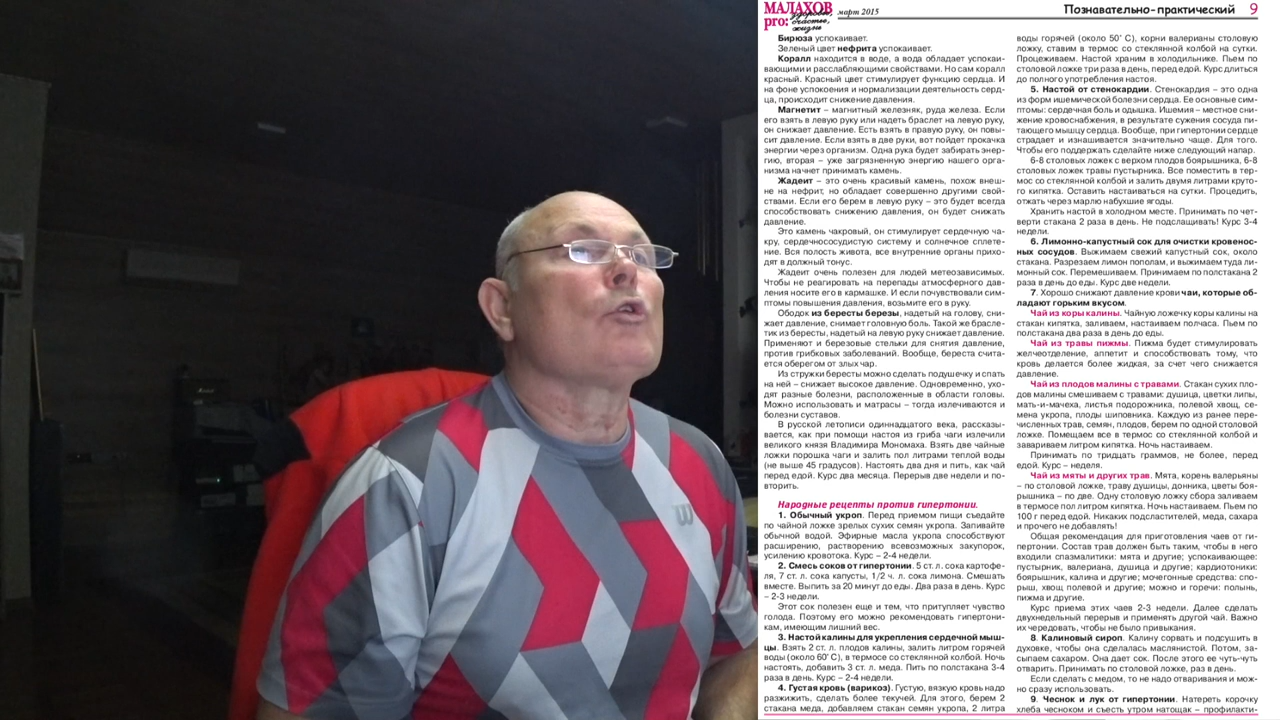 МАЛАХОВ
pro:
здоровье,
счастье,
жизнь
март 2015
Познавательно-практический 9
Бирюза успокаивает.
Зеленый цвет нефрита успокаивает.
Коралл находится в воде, а вода обладает успокаи-
вающими и расслабляющими свойствами. Но сам коралл
красный. Красный цвет стимулирует функцию сердца. И
на фоне успокоения и нормализации деятельность серд-
ца, происходит снижение давления.
Магнетит – магнитный железняк, руда железа. Если
его взять в левую руку или надеть браслет на левую руку,
он снижает давление. Есть взять в правую руку, он повы-
сит давление. Если взять в две руки, вот пойдет прокачка
энергии через организм. Одна рука будет забирать энер-
гию, вторая – уже загрязненную энергию нашего орга-
низма начнет принимать камень.
Жадеит – это очень красивый камень, похож внеш-
не на нефрит, но обладает совершенно другими свой-
ствами. Если его берем в левую руку – это будет всегда
способствовать снижению давления, он будет снижать
давление.
Это камень чакровый, он стимулирует сердечную ча-
кру, сердечнососудистую систему и солнечное сплете-
ние. Вся полость живота, все внутренние органы прихо-
дят в должный тонус.
Жадеит очень полезен для людей метеозависимых.
Чтобы не реагировать на перепады атмосферного дав-
ления носите его в кармашке. И если почувствовали сим-
птомы повышения давления, возьмите его в руку.
Ободок из бересты березы, надетый на голову, сни-
жает давление, снимает головную боль. Такой же брасле-
тик из бересты, надетый на левую руку снижает давление.
Применяют и березовые стельки для снятия давление,
против грибковых заболеваний. Вообще, береста счита-
ется оберегом от злых чар.
Из стружки бересты можно сделать подушечку и спать
на ней – снижает высокое давление. Одновременно, ухо-
дят разные болезни, расположенные в области головы.
Можно использовать и матрасы – тогда излечиваются и
болезни суставов.
В русской летописи одиннадцатого века, рассказы-
вается, как при помощи настоя из гриба чаги излечили
великого князя Владимира Мономаха. Взять две чайные
ложки порошка чаги и залить пол литрами теплой воды
(не выше 45 градусов). Настоять два дня и пить, как чай
перед едой. Курс два месяца. Перерыв две недели и по-
вторить.
Народные рецепты против гипертонии.
1. Обычный укроп. Перед приемом пищи съедайте
по чайной ложке зрелых сухих семян укропа. Запивайте
обычной водой. Эфирные масла укропа способствуют
расширению, растворению всевозможных закупорок,
усилению кровотока. Курс – 2-4 недели.
2. Смесь соков от гипертонии. 5 ст. л. сока картофе-
ля, 7 ст. л. сока капусты, 1/2 ч. л. сока лимона. Смешать
вместе. Выпить за 20 минут до еды. Два раза в день. Курс
– 2-3 недели.
Этот сок полезен еще и тем, что притупляет чувство
голода. Поэтому его можно рекомендовать гипертони-
кам, имеющим лишний вес.
3. Настой калины для укрепления сердечной мыш-
цы. Взять 2 ст. л. плодов калины, залить литром горячей
воды (около 60˚ С), в термосе со стеклянной колбой. Ночь
настоять, добавить 3 ст. л. меда. Пить по полстакана 3-4
раза в день. Курс – 2-4 недели.
4. Густая кровь (варикоз). Густую, вязкую кровь надо
разжижить, сделать более текучей. Для этого, берем 2
стакана меда, добавляем стакан семян укропа, 2 литра
воды горячей (около 50˚ С), корни валерианы столовую
ложку, ставим в термос со стеклянной колбой на сутки.
Процеживаем. Настой храним в холодильнике. Пьем по
столовой ложке три раза в день, перед едой. Курс длиться
до полного употребления настоя.
5. Настой от стенокардии. Стенокардия – это одна
из форм ишемической болезни сердца. Ее основные сим-
птомы: сердечная боль и одышка. Ишемия – местное сни-
жение кровоснабжения, в результате сужения сосуда пи-
тающего мышцу сердца. Вообще, при гипертонии сердце
страдает и изнашивается значительно чаще. Для того.
Чтобы его поддержать сделайте ниже следующий напар.
6-8 столовых ложек с верхом плодов боярышника, 6-8
столовых ложек травы пустырника. Все поместить в тер-
мос со стеклянной колбой и залить двумя литрами круто-
го кипятка. Оставить настаиваться на сутки. Процедить,
отжать через марлю набухшие ягоды.
Хранить настой в холодном месте. Принимать по чет-
верти стакана 2 раза в день. Не подслащивать! Курс 3-4
недели.
6. Лимонно-капустный сок для очистки кровенос-
ных сосудов. Выжимаем свежий капустный сок, около
стакана. Разрезаем лимон пополам, и выжимаем туда ли-
монный сок. Перемешиваем. Принимаем по полстакана 2
раза в день до еды. Курс две недели.
7. Хорошо снижают давление крови чаи, которые об-
ладают горьким вкусом.
Чай из коры калины. Чайную ложечку коры калины на
стакан кипятка, заливаем, настаиваем полчаса. Пьем по
полстакана два раза в день до еды.
Чай из травы пижмы. Пижма будет стимулировать
желчеотделение, аппетит и способствовать тому, что
кровь делается более жидкая, за счет чего снижается
давление.
Чай из плодов малины с травами. Стакан сухих пло-
дов малины смешиваем с травами: душица, цветки липы,
мать-и-мачеха, листья подорожника, полевой хвощ, се-
мена укропа, плоды шиповника. Каждую из ранее пере-
численных трав, семян, плодов, берем по одной столовой
ложке. Помещаем все в термос со стеклянной колбой и
завариваем литром кипятка. Ночь настаиваем.
Принимать по тридцать граммов, не более, перед
едой. Курс – неделя.
Чай из мяты и других трав. Мята, корень валерьяны
– по столовой ложке, траву душицы, донника, цветы боя-
рышника – по две. Одну столовую ложку сбора заливаем
в термосе пол литром кипятка. Ночь настаиваем. Пьем по
100 г перед едой. Никаких подсластителей, меда, сахара
и прочего не добавлять!
Общая рекомендация для приготовления чаев от ги-
пертонии. Состав трав должен быть таким, чтобы в него
входили спазмалитики: мята и другие; успокоительные:
пустырник, валериана, душица и другие; кардиотоники:
боярышник, калина и другие; мочегонные средства: спо-
рыш, хвощ полевой и другие; можно и горечи: полынь,
пижма и другие.
Курс приема этих чаев 2-3 недели. Далее сделать
двухнедельный перерыв и применять другой чай. Важно
их чередовать, чтобы не было привыкания.
8. Калиновый сироп. Калину сорвать и подсушить в
духовке, чтобы она сделалась маслянистой. Потом, за-
сыпаем сахаром. Она дает сок. После этого ее чуть-чуть
отварить. Принимать по столовой ложке, раз в день.
Если сделать с медом, то не надо отваривания и мож-
но сразу использовать.
9. Чеснок и лук от гипертонии. Натереть корочку
хлеба чесноком и съесть утром натощак – профилакти-